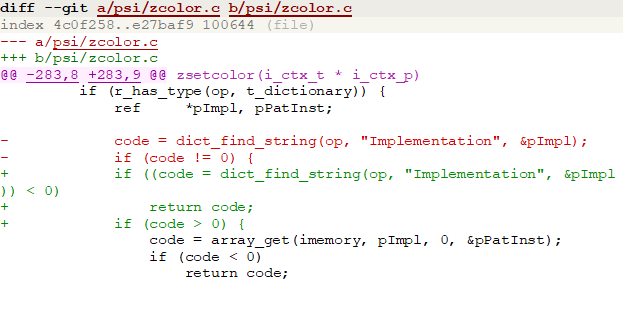 diff --git a/psi/zcolor.c b/psi/zcolor.c
index 4c0f258..e27baf9 100644 (file)
--- a/psi/zcolor.c
+++ b/psi/zcolor.c
@@ -283,8 +283,9 @@ zsetcolor(i_ctx_t * i_ctx_p)
         if (r_has_type(op, t_dictionary)) {
             ref     *pImpl, pPatInst;

-            code = dict_find_string(op, "Implementation", &pImpl);
-            if (code != 0) {
+            if ((code = dict_find_string(op, "Implementation", &pImpl
)) < 0)
+                return code;
+            if (code > 0) {
                 code = array_get(imemory, pImpl, 0, &pPatInst);
                 if (code < 0)
                     return code;